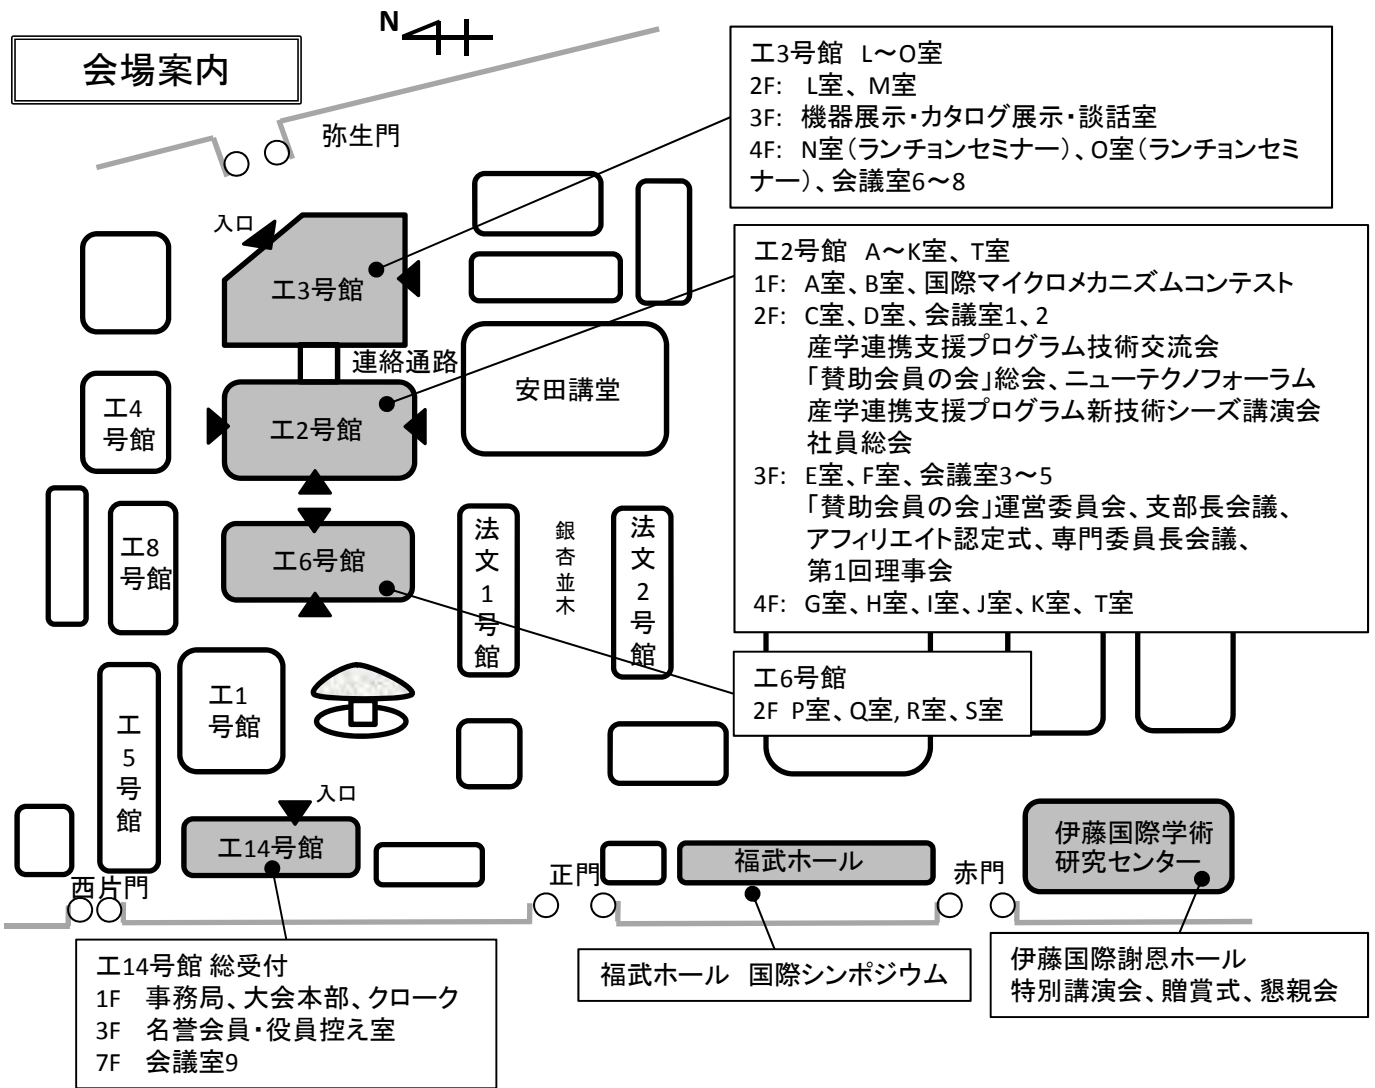 会場案内
N
弥生門
入口
工3号館
連絡通路
工4
号館
工2号館
安田講堂
工8
号館
工6号館
法文1号館
銀杏並木
法文2号館
工1
号館
工5号館
入口
工14号館
西片門
正門
福武ホール
赤門
伊藤国際学術
研究センター
工3号館 L～O室
2F: L室、M室
3F: 機器展示・カタログ展示・談話室
4F: N室(ランチョンセミナー)、O室(ランチョンセミ
ナー)、会議室6～8
工2号館 A～K室、T室
1F: A室、B室、国際マイクロメカニズムコンテスト
2F: C室、D室、会議室1、2
産学連携支援プログラム技術交流会
「賛助会員の会」総会、ニューテクノフォーラム
産学連携支援プログラム新技術シーズ講演会
社員総会
3F: E室、F室、会議室3～5
「賛助会員の会」運営委員会、支部長会議、
アフィリエイト認定式、専門委員長会議、
第1回理事会
4F: G室、H室、I室、J室、K室、T室
工6号館
2F P室、Q室, R室、S室
工14号館 総受付
1F 事務局、大会本部、クローク
3F 名誉会員・役員控え室
7F 会議室9
福武ホール 国際シンポジウム
伊藤国際謝恩ホール
特別講演会、贈賞式、懇親会